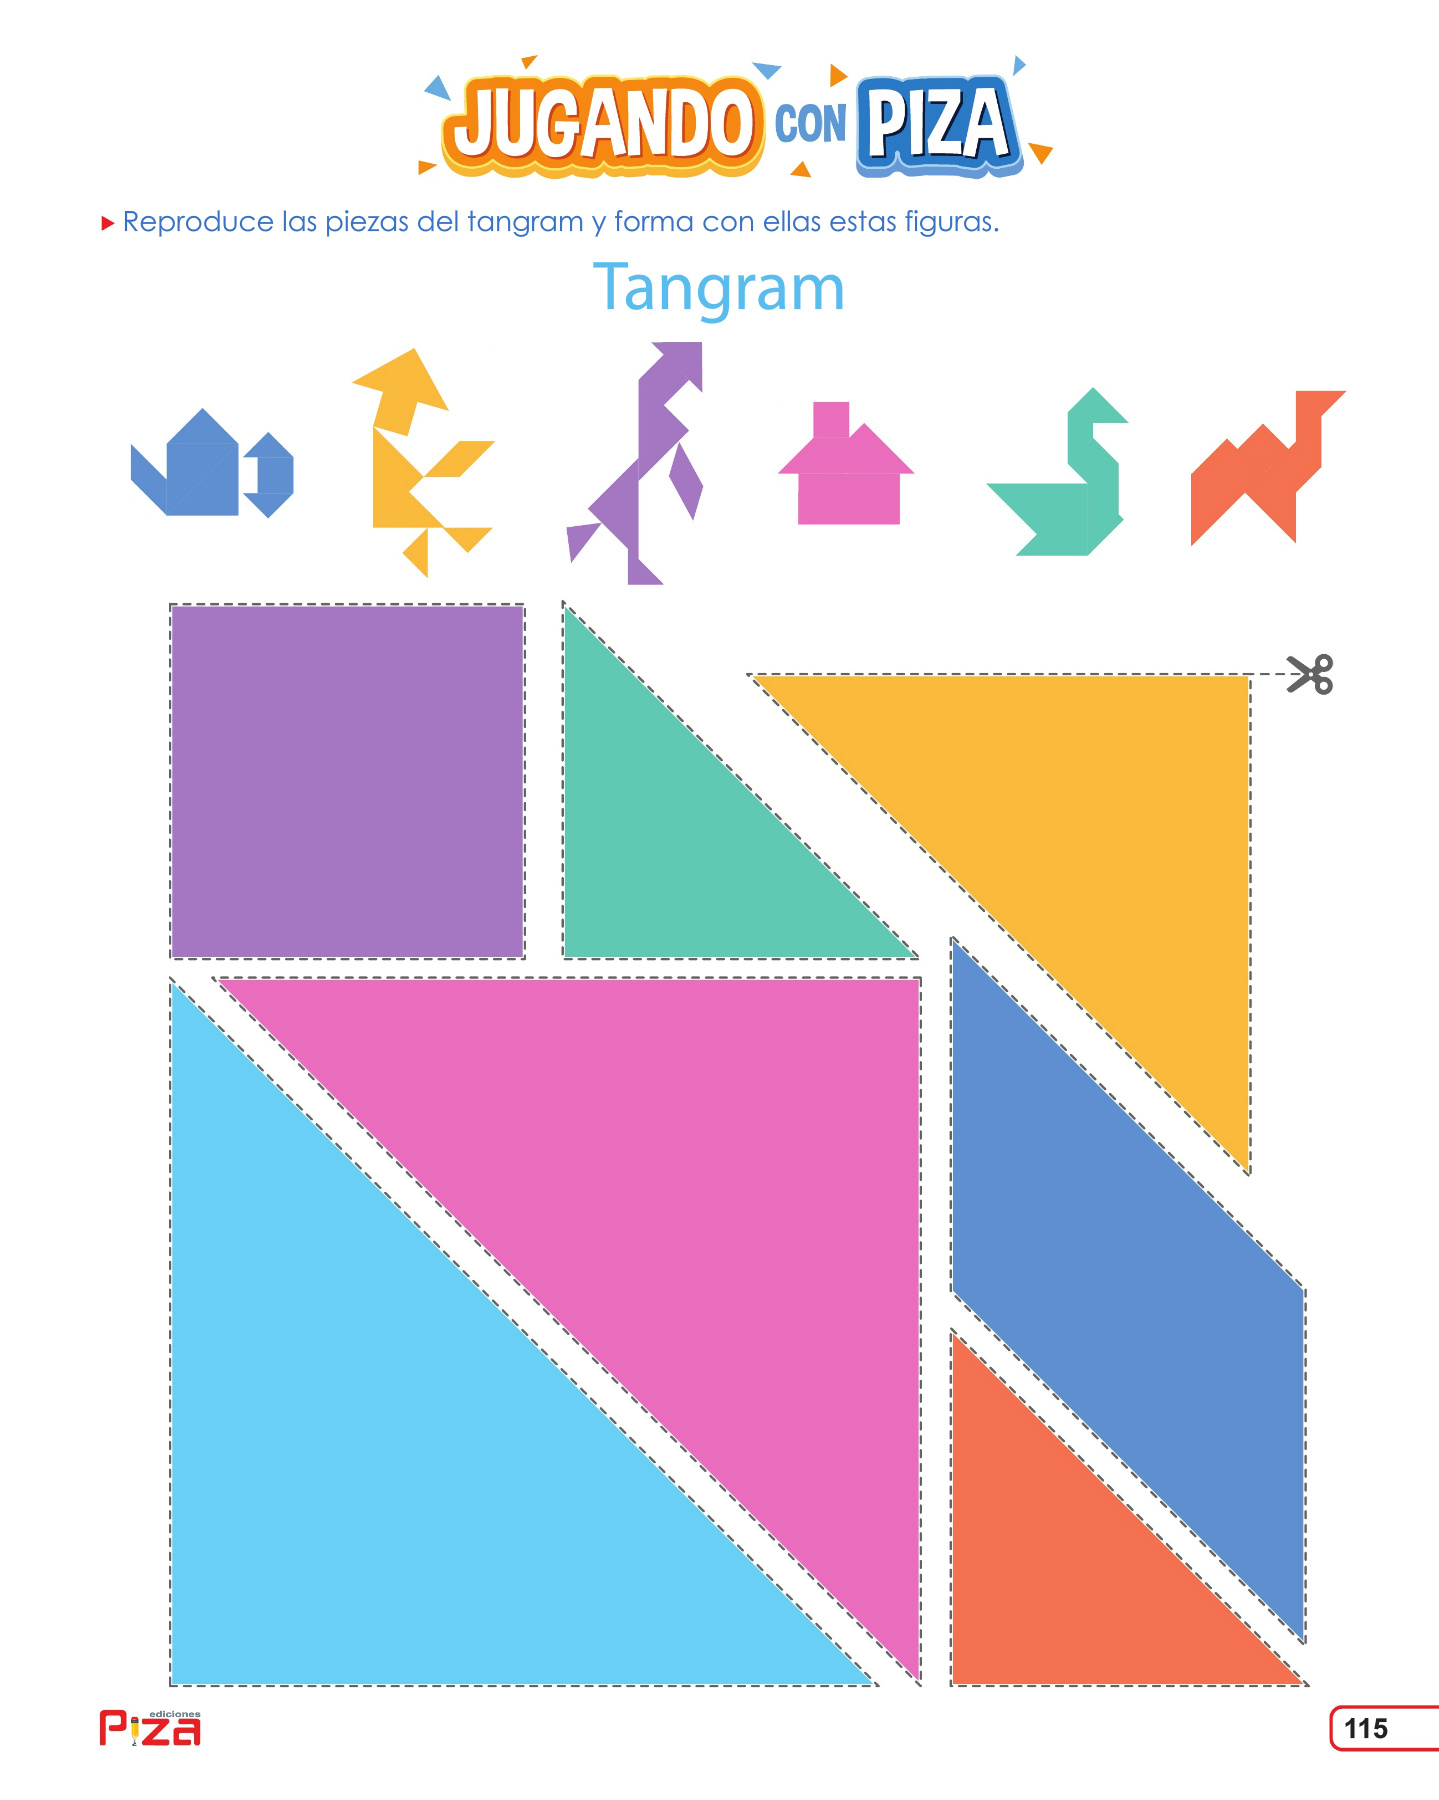 JUGANDO CON PIZA
Reproduce las piezas del tangram y forma con ellas estas figuras.
Tangram
ediciones
Piza
115